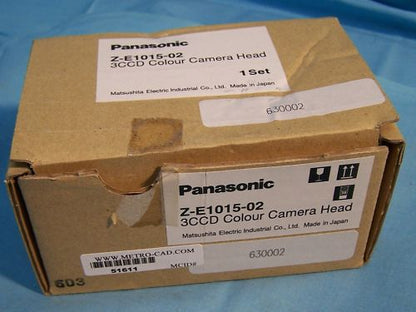 Panasonic
Z-E1015-02
3CCD Colour Camera Head
1 Set
Matsushita Electric Industrial Co., Ltd. Made in Japan
630002
Panasonic
Z-E1015-02
3CCD Colour Camera Head
Matsushita Electric Industrial Co., Ltd. Made in Japan
630002
WWW.METRO-CAD.COM
51611
MCID#
603